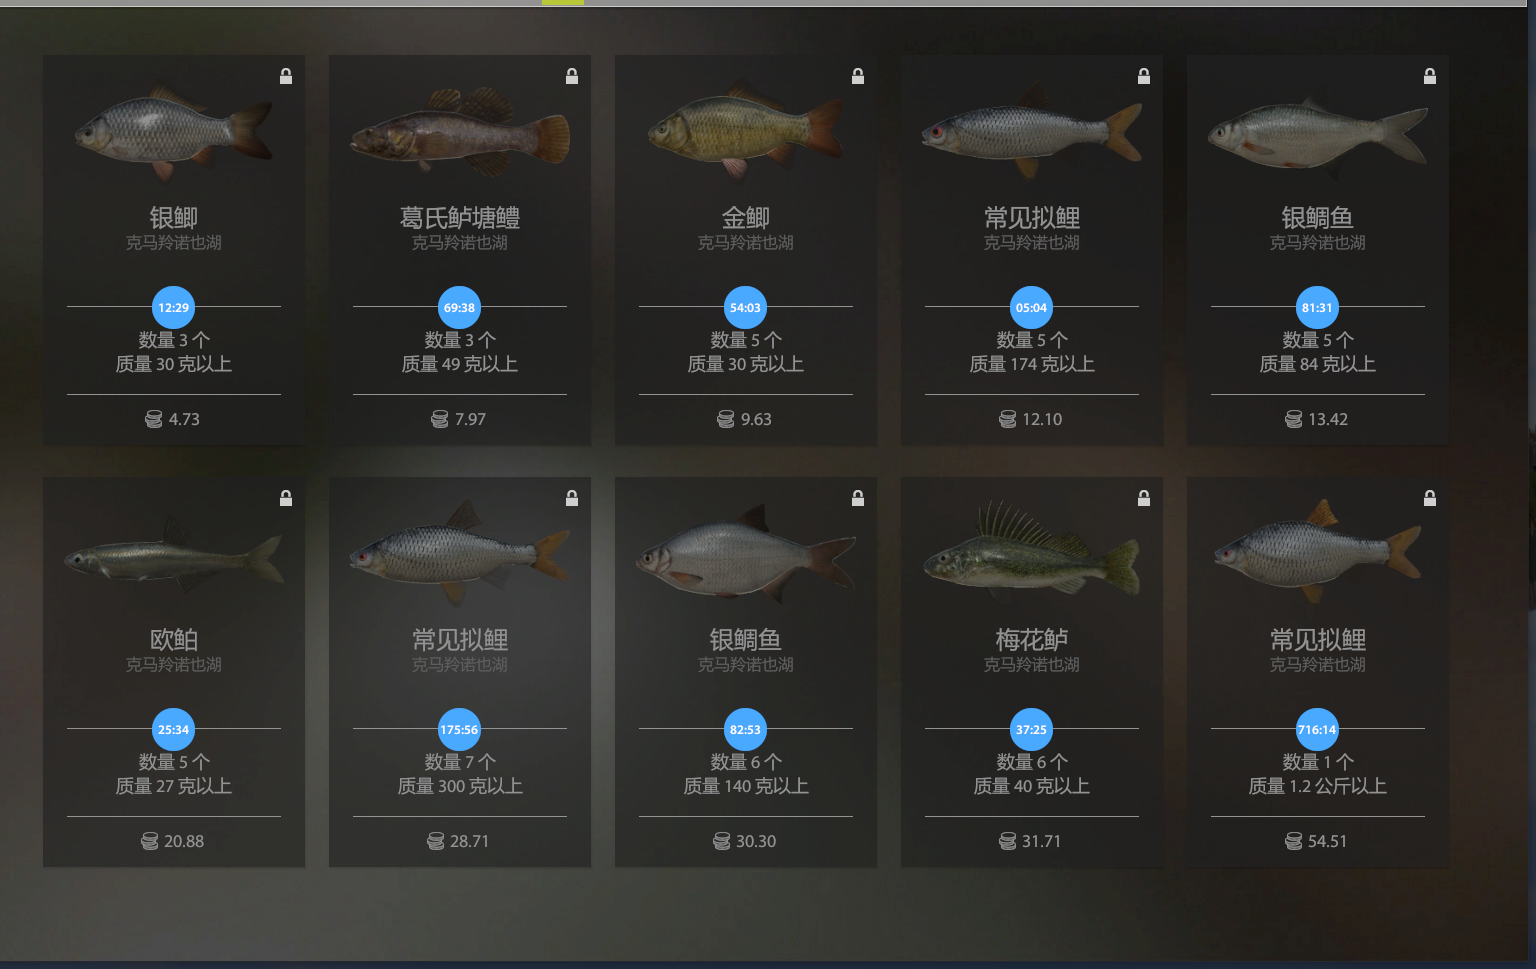 银鲫
克马羚诺也湖
12:29
数量 3 个
质量 30 克以上
4.73
葛氏鲈塘鳢
克马羚诺也湖
69:38
数量 3 个
质量 49 克以上
7.97
金鲫
克马羚诺也湖
54:03
数量 5 个
质量 30 克以上
9.63
常见拟鲤
克马羚诺也湖
05:04
数量 5 个
质量 174 克以上
12.10
银鲷鱼
克马羚诺也湖
81:31
数量 5 个
质量 84 克以上
13.42
欧鲌
克马羚诺也湖
25:34
数量 5 个
质量 27 克以上
20.88
常见拟鲤
克马羚诺也湖
175:56
数量 7 个
质量 300 克以上
28.71
银鲷鱼
克马羚诺也湖
82:53
数量 6 个
质量 140 克以上
30.30
梅花鲈
克马羚诺也湖
37:25
数量 6 个
质量 40 克以上
31.71
常见拟鲤
克马羚诺也湖
716:14
数量 1 个
质量 1.2 公斤以上
54.51